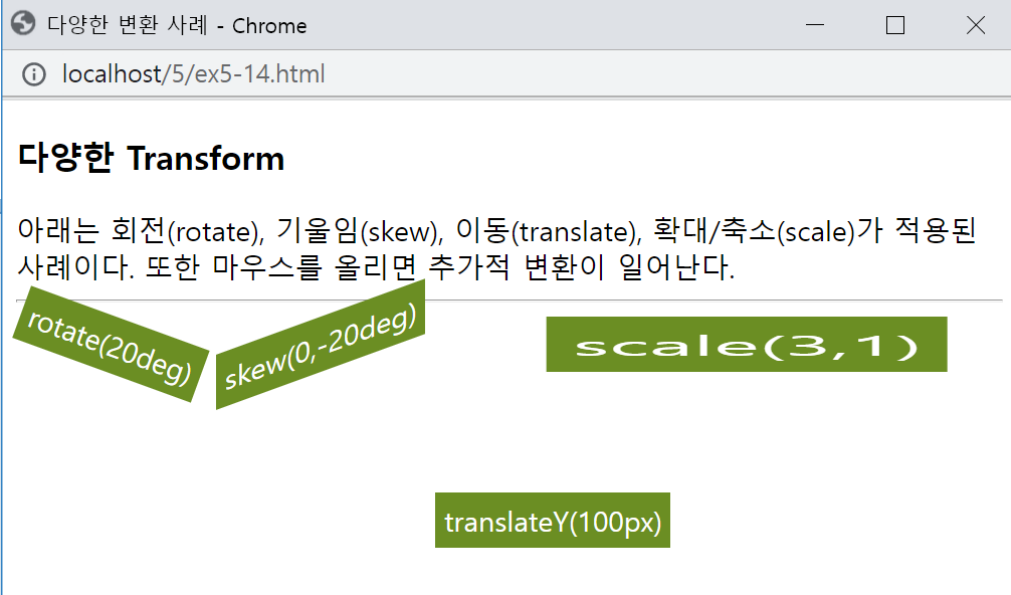 다양한 변환 사례 - Chrome
localhost/5/ex5-14.html
다양한 Transform
아래는 회전(rotate), 기울임(skew), 이동(translate), 확대/축소(scale)가 적용된
사례이다. 또한 마우스를 올리면 추가적 변환이 일어난다.
rotate(20deg)
skew(0,-20deg)
scale(3,1)
translateY(100px)